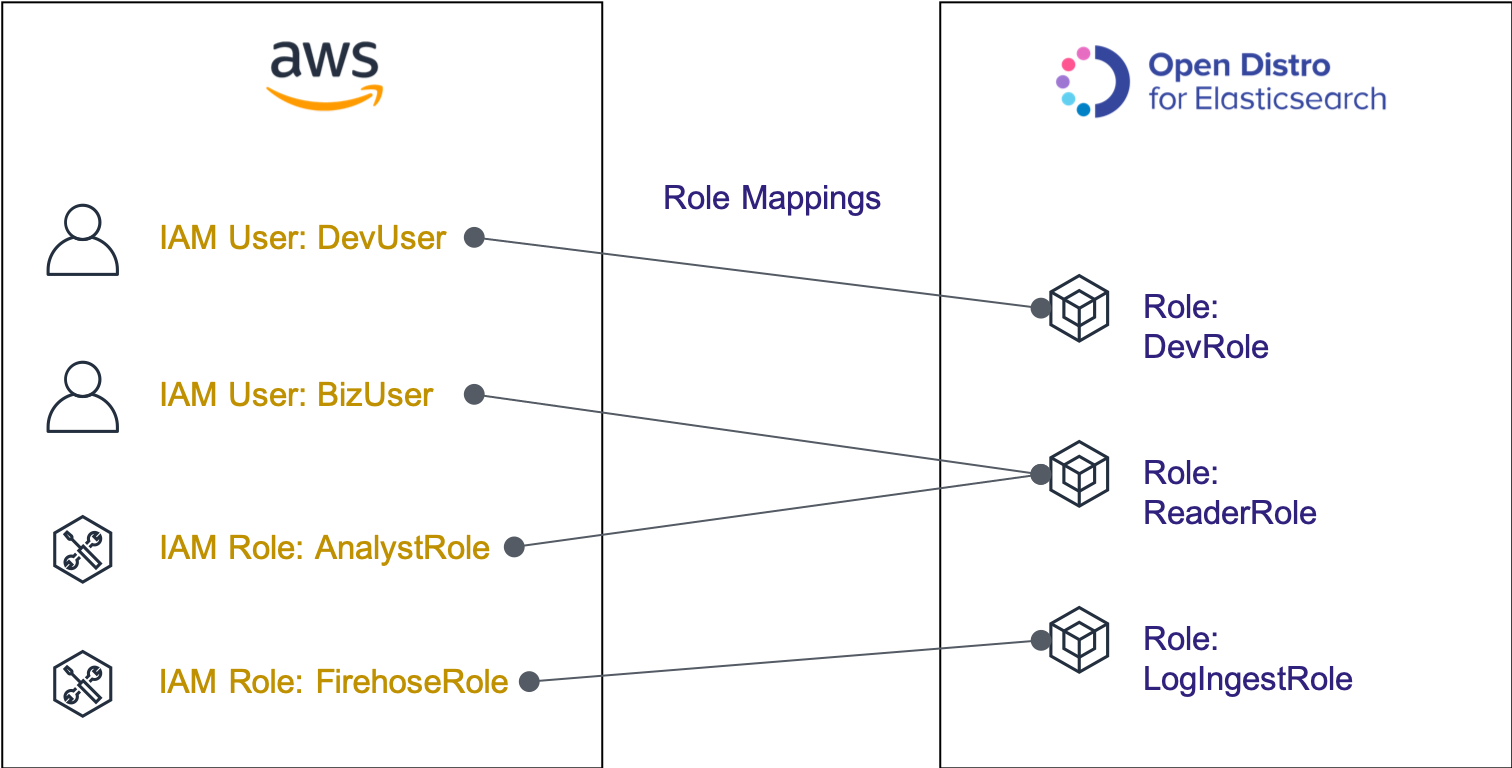 aws
Open Distro
for Elasticsearch
Role Mappings
IAM User: DevUser
Role:
DevRole
IAM User: BizUser
Role:
ReaderRole
IAM Role: AnalystRole
Role:
LogIngestRole
IAM Role: FirehoseRole